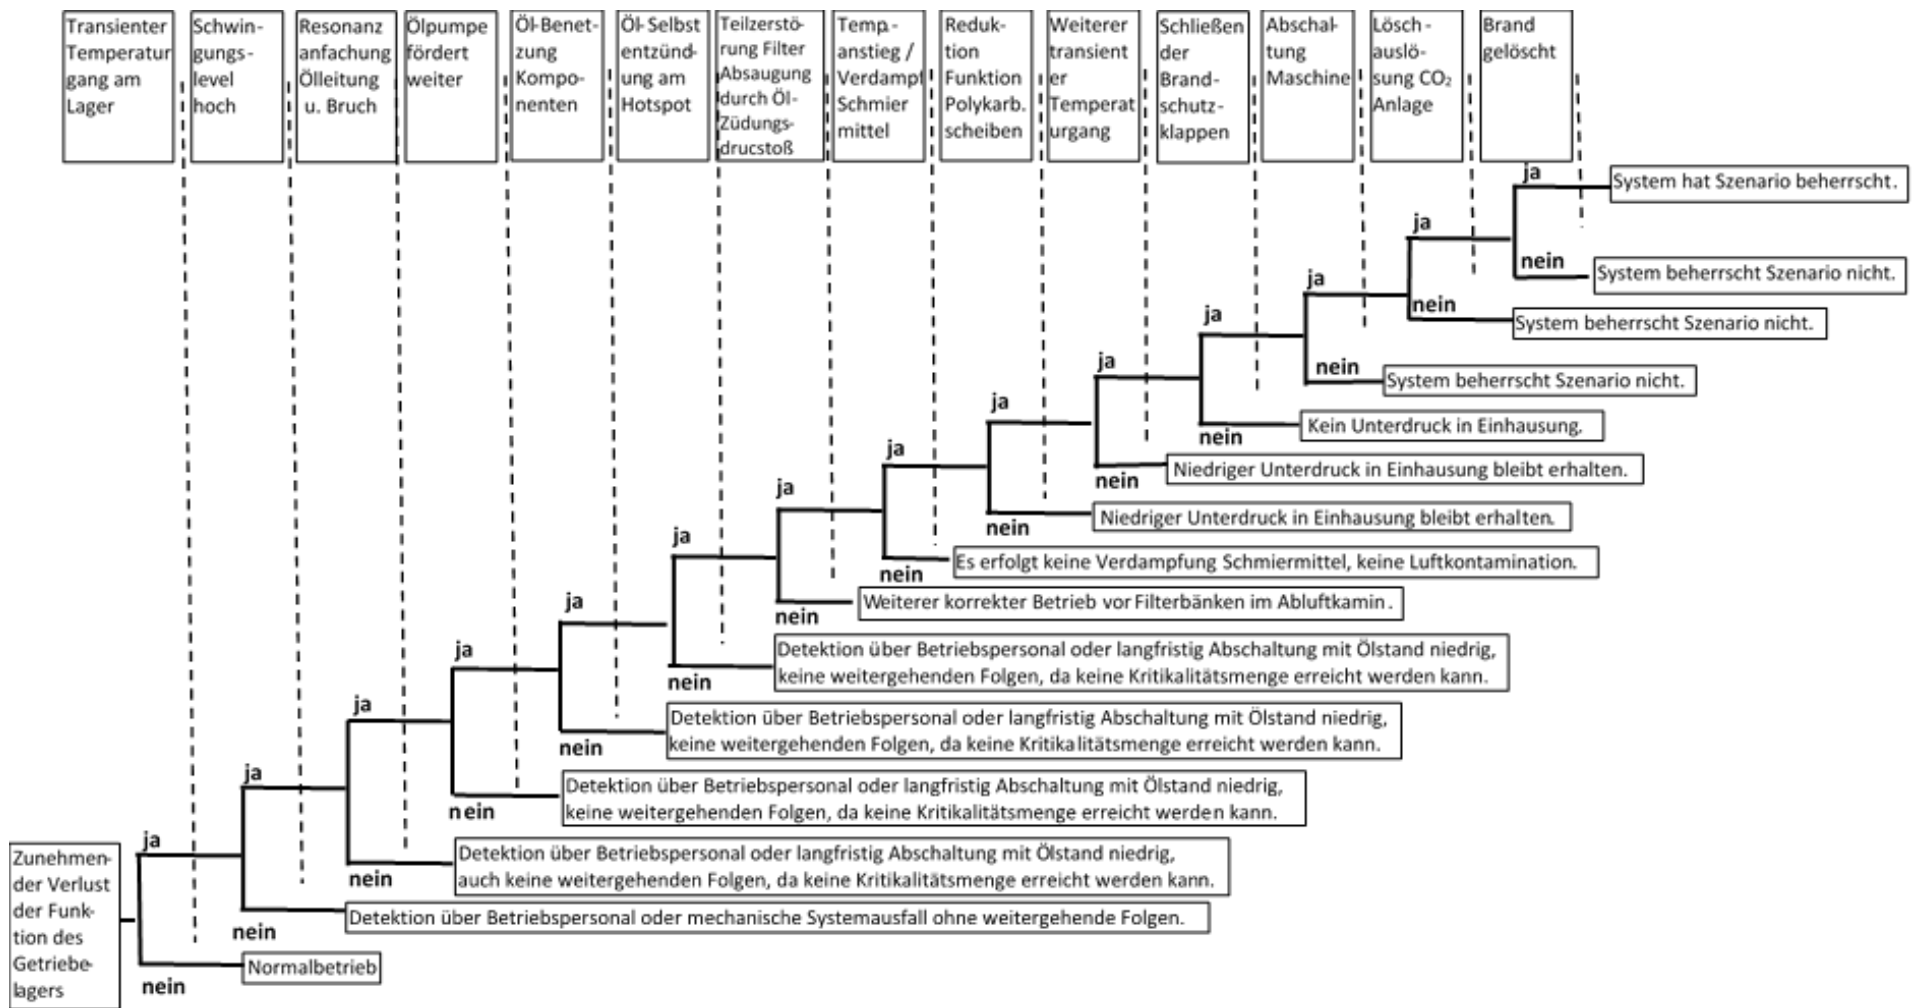 Transienter
Temperatur
gang am
Lager
Schwin-
gungs-
level
hoch
Resonanz
anfachung
Ölleitung
u. Bruch
Ölpumpe
fördert
weiter
Öl-Benet-
zung
Kompo-
nenten
Öl-Selbst
entzünd-
ung am
Hotspot
Teilzerstö-
rung Filter
Absaugung
durch Öl-
Züdungs-
drucstoß
Temp.-
anstieg /
Verdampf
Schmier
mittel
Reduk-
tion
Funktion
Polykarb.
scheiben
Weiterer
transient
er
Temperat
urgang
Schließen
der
Brand-
schutz-
klappen
Abschal-
tung
Maschine
Lösch-
auslö-
sung CO₂
Anlage
Brand
gelöscht
ja
System hat Szenario beherrscht.
ja
nein
System beherrscht Szenario nicht.
ja
nein
System beherrscht Szenario nicht.
ja
nein
System beherrscht Szenario nicht.
ja
nein
Kein Unterdruck in Einhausung.
ja
nein
Niedriger Unterdruck in Einhausung bleibt erhalten.
ja
nein
Niedriger Unterdruck in Einhausung bleibt erhalten.
ja
nein
Es erfolgt keine Verdampfung Schmiermittel, keine Luftkontamination.
ja
nein
Weiterer korrekter Betrieb vor Filterbänken im Abluftkamin.
ja
nein
Detektion über Betriebspersonal oder langfristig Abschaltung mit Ölstand niedrig,
keine weitergehenden Folgen, da keine Kritikalitätsmenge erreicht werden kann.
ja
nein
Detektion über Betriebspersonal oder langfristig Abschaltung mit Ölstand niedrig,
keine weitergehenden Folgen, da keine Kritikalitätsmenge erreicht werden kann.
ja
nein
Detektion über Betriebspersonal oder langfristig Abschaltung mit Ölstand niedrig,
keine weitergehenden Folgen, da keine Kritikalitätsmenge erreicht werden kann.
ja
nein
Detektion über Betriebspersonal oder langfristig Abschaltung mit Ölstand niedrig,
auch keine weitergehenden Folgen, da keine Kritikalitätsmenge erreicht werden kann.
ja
nein
Detektion über Betriebspersonal oder mechanische Systemausfall ohne weitergehende Folgen.
Zunehmen-
der Verlust
der Funk-
tion des
Getriebe-
lagers
nein
Normalbetrieb